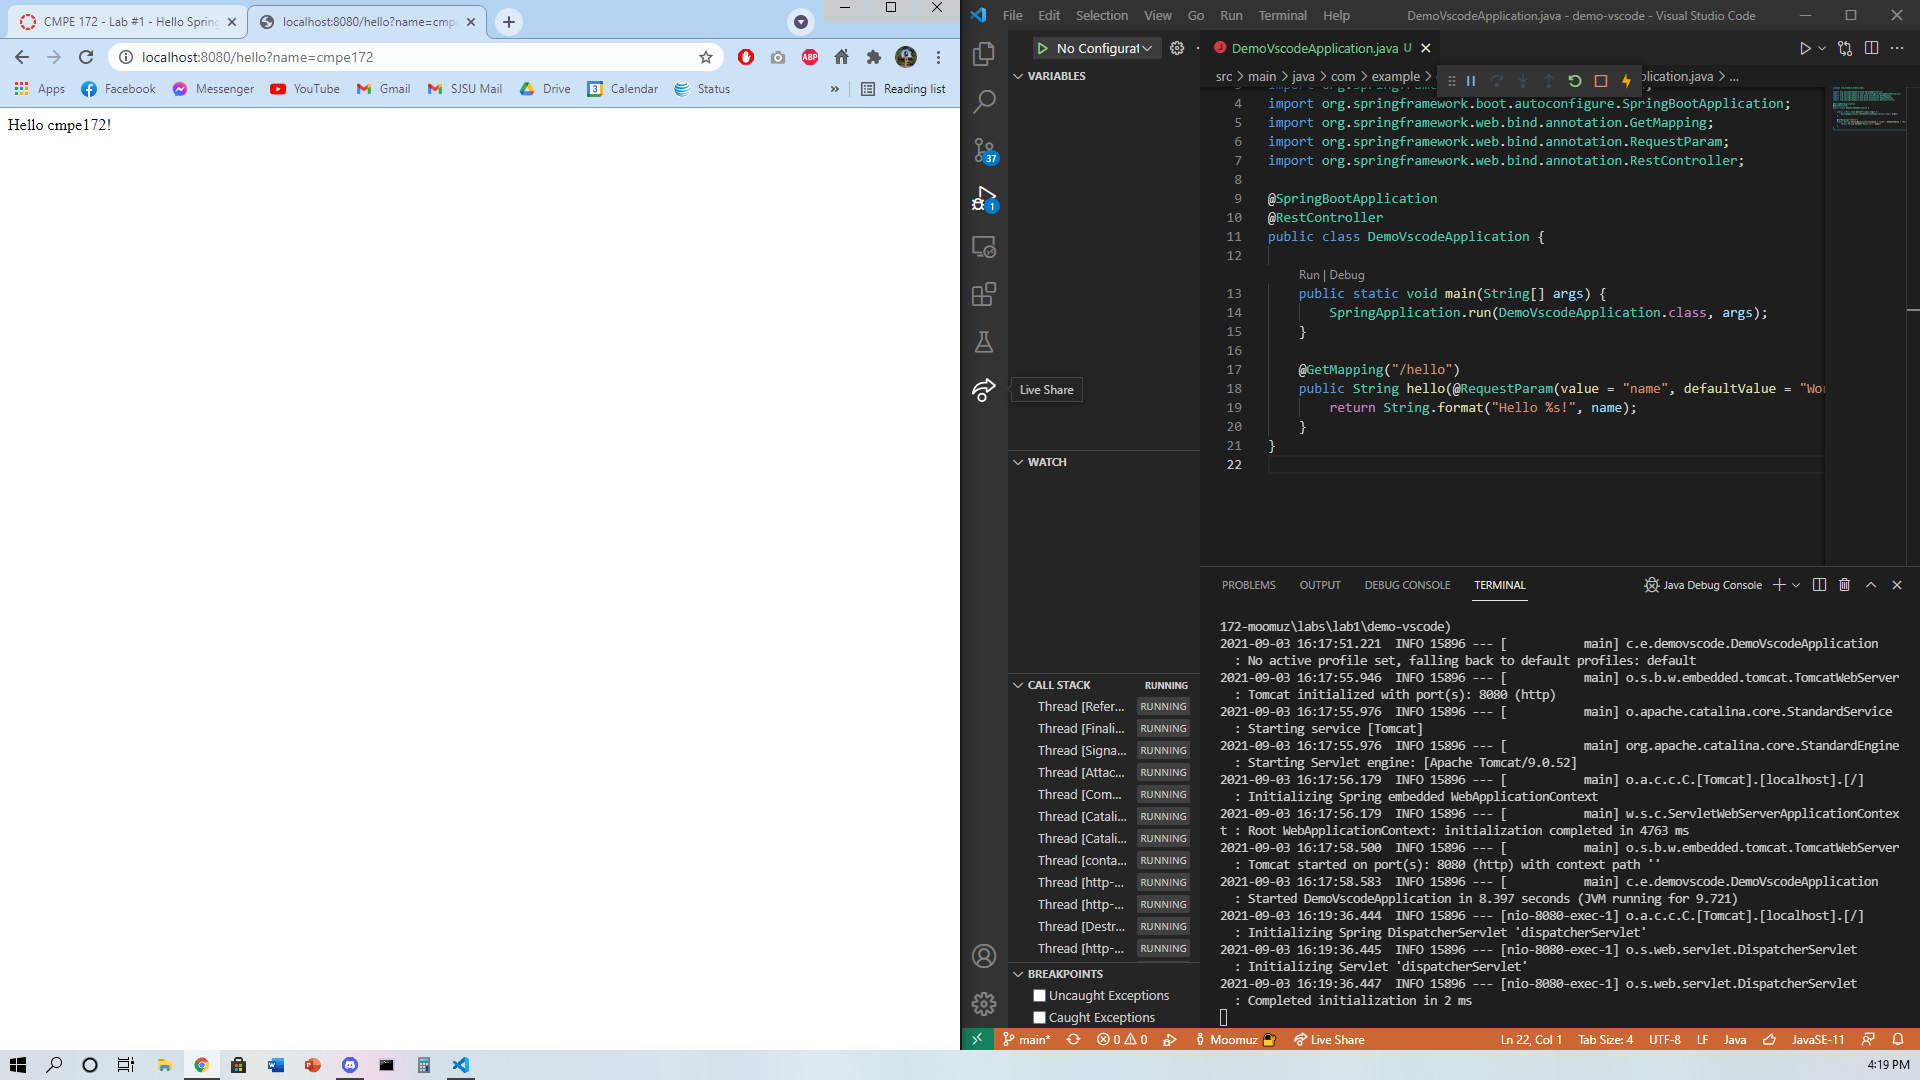 CMPE 172 - Lab #1 - Hello Spring
localhost:8080/hello?name=cmpe
localhost:8080/hello?name=cmpe172
ABP
Apps
Facebook
Messenger
YouTube
Gmail
SJSU Mail
Drive
Calendar
Status
»
Reading list
Hello cmpe172!
File Edit Selection View Go Run Terminal Help
DemoVscodeApplication.java - demo-vscode - Visual Studio Code
No Configurat
DemoVscodeApplication.java U
src > main > java > com > example >
plication.java > ...
37
1
Live Share
VARIABLES
WATCH
4 import org.springframework.boot.autoconfigure.SpringBootApplication;
5 import org.springframework.web.bind.annotation.GetMapping;
6 import org.springframework.web.bind.annotation.RequestParam;
7 import org.springframework.web.bind.annotation.RestController;
8
9 @SpringBootApplication
10 @RestController
11 public class DemoVscodeApplication {
12
Run | Debug
13 public static void main(String[] args) {
14 SpringApplication.run(DemoVscodeApplication.class, args);
15 }
16
17 @GetMapping("/hello")
18 public String hello(@RequestParam(value = "name", defaultValue = "Wor
19 return String.format("Hello %s!", name);
20 }
21 }
22
CALL STACK RUNNING
Thread [Refer... RUNNING
Thread [Finali... RUNNING
Thread [Signa... RUNNING
Thread [Attac... RUNNING
Thread [Com... RUNNING
Thread [Catali... RUNNING
Thread [Catali... RUNNING
Thread [conta... RUNNING
Thread [http-... RUNNING
Thread [http-... RUNNING
Thread [Destr... RUNNING
Thread [http-... RUNNING
BREAKPOINTS
Uncaught Exceptions
Caught Exceptions
PROBLEMS OUTPUT DEBUG CONSOLE TERMINAL
Java Debug Console
172-moomuz\labs\lab1\demo-vscode)
2021-09-03 16:17:51.221 INFO 15896 --- [ main] c.e.demovscode.DemoVscodeApplication
: No active profile set, falling back to default profiles: default
2021-09-03 16:17:55.946 INFO 15896 --- [ main] o.s.b.w.embedded.tomcat.TomcatWebServer
: Tomcat initialized with port(s): 8080 (http)
2021-09-03 16:17:55.976 INFO 15896 --- [ main] o.apache.catalina.core.StandardService
: Starting service [Tomcat]
2021-09-03 16:17:55.976 INFO 15896 --- [ main] org.apache.catalina.core.StandardEngine
: Starting Servlet engine: [Apache Tomcat/9.0.52]
2021-09-03 16:17:56.179 INFO 15896 --- [ main] o.a.c.c.C.[Tomcat].[localhost].[/]
: Initializing Spring embedded WebApplicationContext
2021-09-03 16:17:56.179 INFO 15896 --- [ main] w.s.c.ServletWebServerApplicationContex
t : Root WebApplicationContext: initialization completed in 4763 ms
2021-09-03 16:17:58.500 INFO 15896 --- [ main] o.s.b.w.embedded.tomcat.TomcatWebServer
: Tomcat started on port(s): 8080 (http) with context path ''
2021-09-03 16:17:58.583 INFO 15896 --- [ main] c.e.demovscode.DemoVscodeApplication
: Started DemoVscodeApplication in 8.397 seconds (JVM running for 9.721)
2021-09-03 16:19:36.444 INFO 15896 --- [nio-8080-exec-1] o.a.c.c.C.[Tomcat].[localhost].[/]
: Initializing Spring DispatcherServlet 'dispatcherServlet'
2021-09-03 16:19:36.445 INFO 15896 --- [nio-8080-exec-1] o.s.web.servlet.DispatcherServlet
: Initializing Servlet 'dispatcherServlet'
2021-09-03 16:19:36.447 INFO 15896 --- [nio-8080-exec-1] o.s.web.servlet.DispatcherServlet
: Completed initialization in 2 ms
main* 0 0 Moomuz Live Share Ln 22, Col 1 Tab Size: 4 UTF-8 LF Java JavaSE-11
4:19 PM